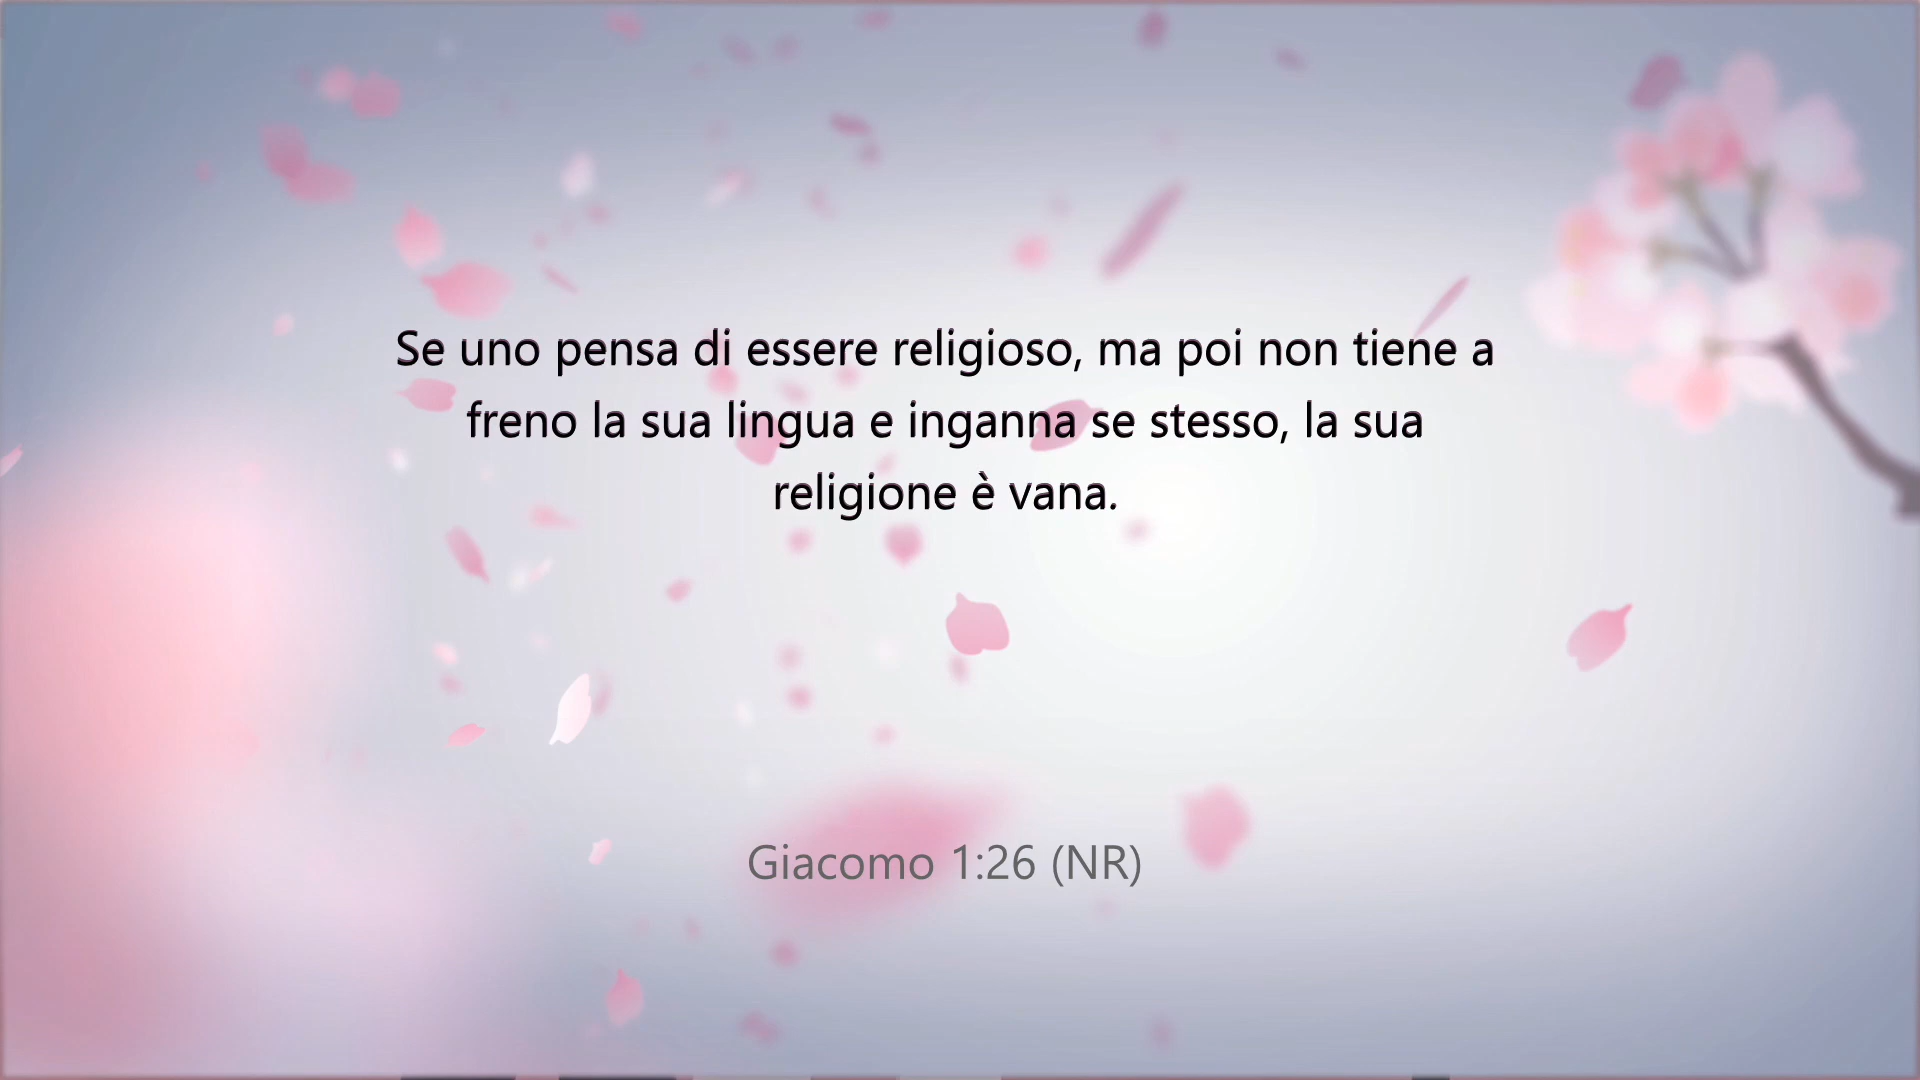 Se uno pensa di essere religioso, ma poi non tiene a
freno la sua lingua e inganna se stesso, la sua
religione è vana.
Giacomo 1:26 (NR)